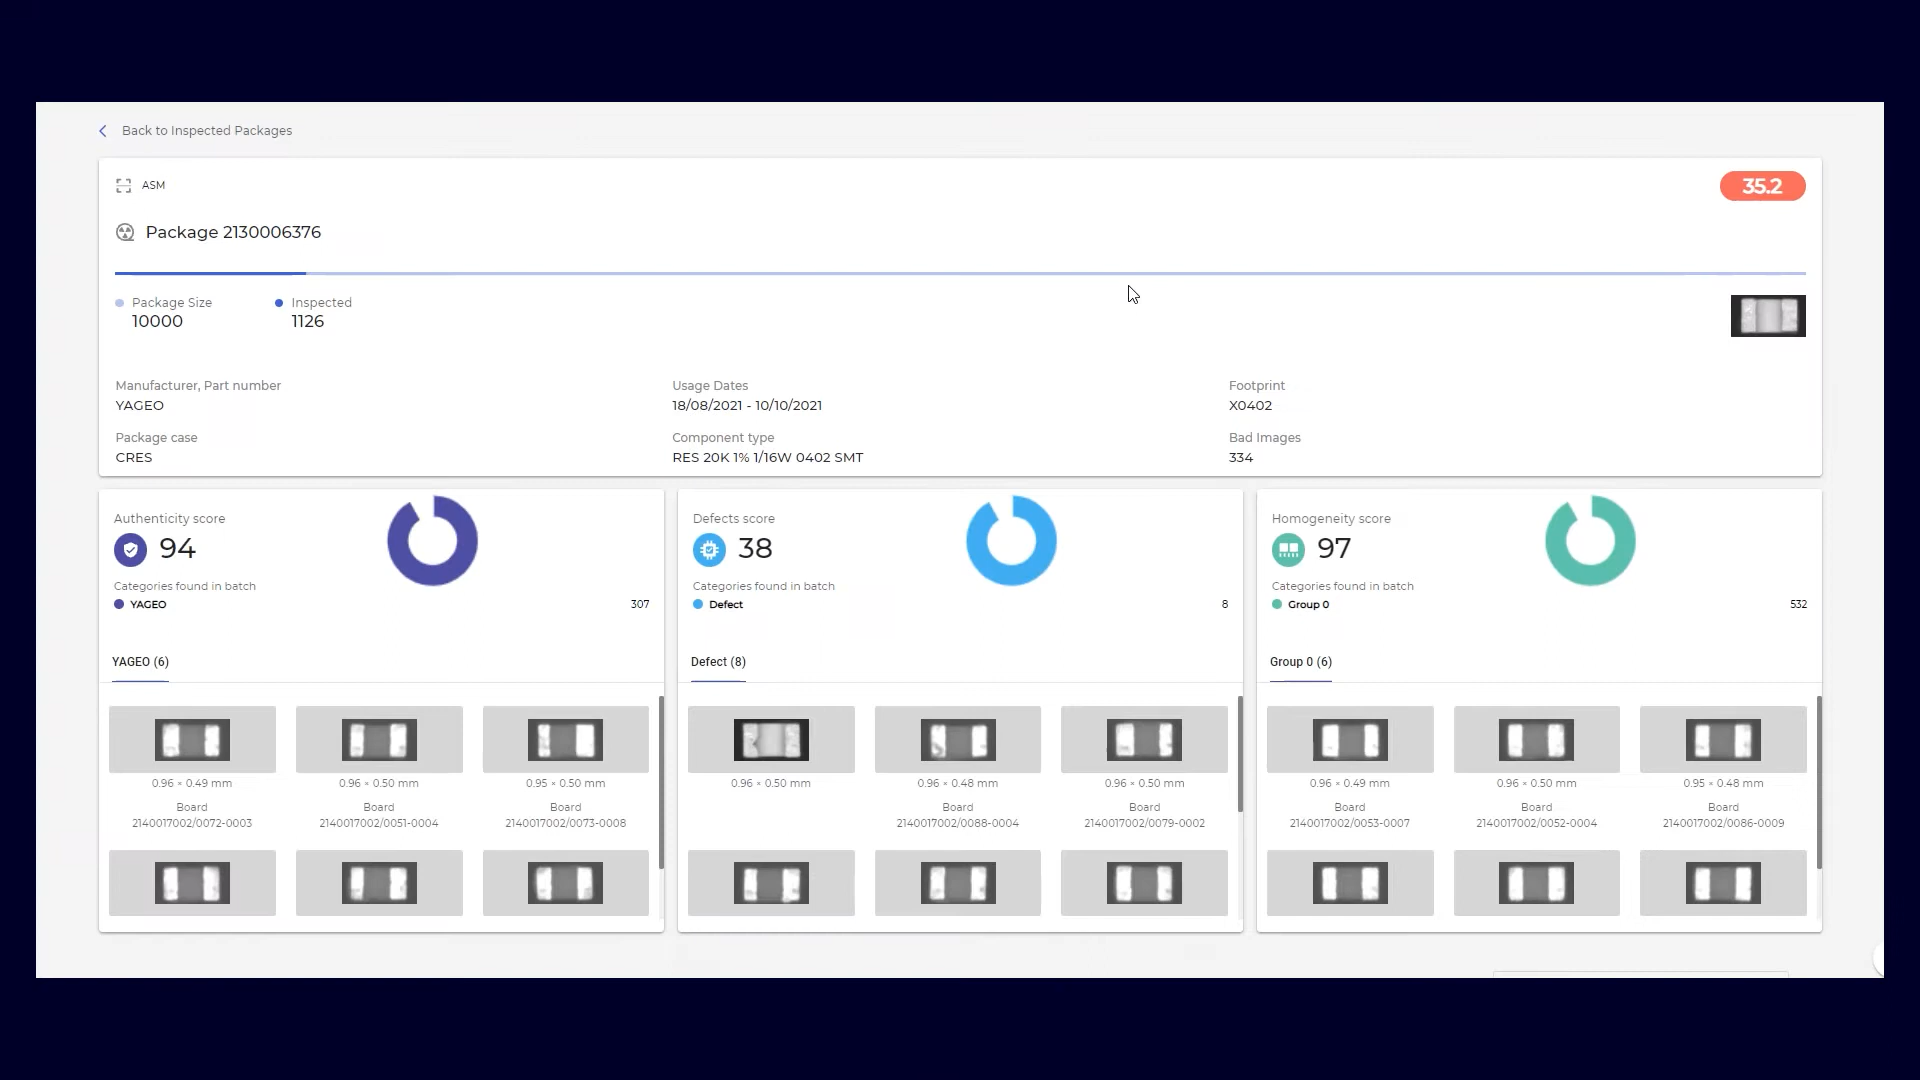 Back to Inspected Packages
ASM
35.2
Package 2130006376
Package Size
10000
Inspected
1126
Manufacturer, Part number
YAGEO
Usage Dates
18/08/2021 - 10/10/2021
Footprint
X0402
Package case
CRES
Component type
RES 20K 1% 1/16W 0402 SMT
Bad Images
334
Authenticity score
94
Categories found in batch
YAGEO 307
YAGEO (6)
0.96 × 0.49 mm
Board
2140017002/0072-0003
0.96 × 0.50 mm
Board
2140017002/0051-0004
0.95 × 0.50 mm
Board
2140017002/0073-0008
Defects score
38
Categories found in batch
Defect 8
Defect (8)
0.96 × 0.50 mm
0.96 × 0.48 mm
Board
2140017002/0088-0004
0.96 × 0.50 mm
Board
2140017002/0079-0002
Homogeneity score
97
Categories found in batch
Group 0 532
Group 0 (6)
0.96 × 0.49 mm
Board
2140017002/0053-0007
0.96 × 0.50 mm
Board
2140017002/0052-0004
0.95 × 0.48 mm
Board
2140017002/0086-0009